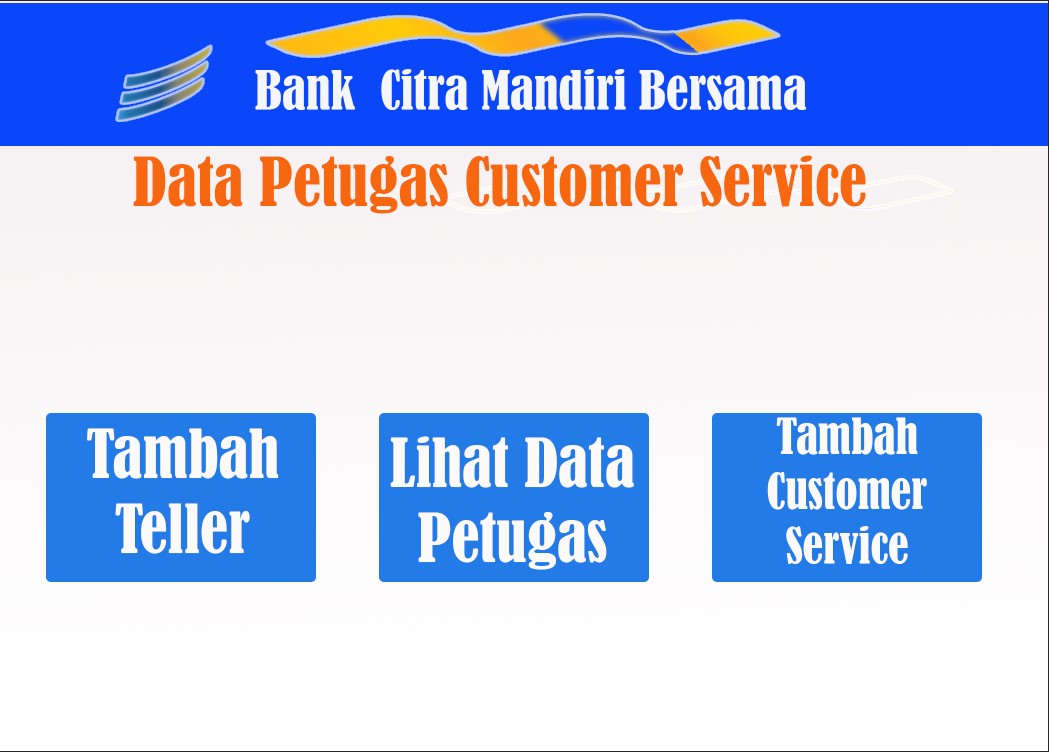 Bank Citra Mandiri Bersama
Data Petugas Customer Service
Tambah
Teller
Lihat Data
Petugas
Tambah
Customer
Service